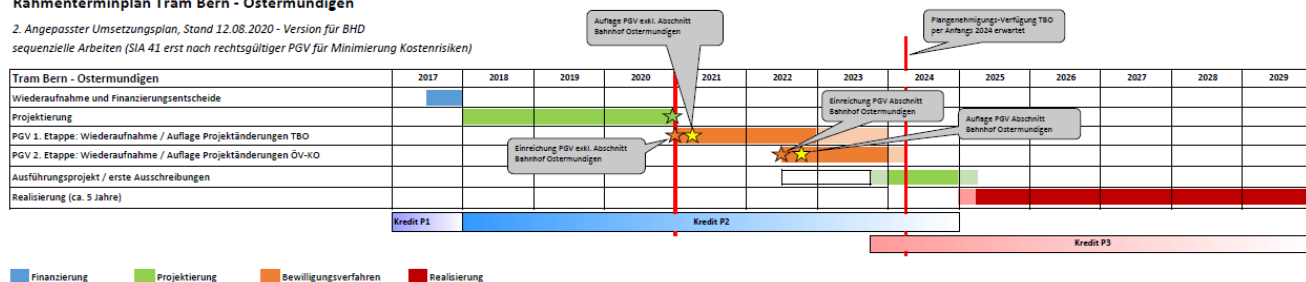 Rahmenterminplan Tram Bern - Ostermundigen
2. Angepasster Umsetzungsplan, Stand 12.08.2020 - Version für BHD
sequenzielle Arbeiten (SIA 41 erst nach rechtsgültiger PGV für Minimierung Kostenrisiken)
Auflage PGV exkl. Abschnitt
Bahnhof Ostermundigen
Plangenehmigungs-Verfügung TBO
per Anfangs 2024 erwartet
Tram Bern - Ostermundigen 2017 2018 2019 2020 2021 2022 2023 2024 2025 2026 2027 2028 2029
Wiederaufnahme und Finanzierungsentscheide
Einreichung PGV Abschnitt
Bahnhof Ostermundigen
Projektierung
Auflage PGV Abschnitt
Bahnhof Ostermundigen
PGV 1. Etappe: Wiederaufnahme / Auflage Projektänderungen TBO
Einreichung PGV exkl. Abschnitt
Bahnhof Ostermundigen
PGV 2. Etappe: Wiederaufnahme / Auflage Projektänderungen ÖV-KO
Ausführungsprojekt / erste Ausschreibungen
Realisierung (ca. 5 Jahre)
Kredit P1 Kredit P2
Kredit P3
Finanzierung Projektierung Bewilligungsverfahren Realisierung